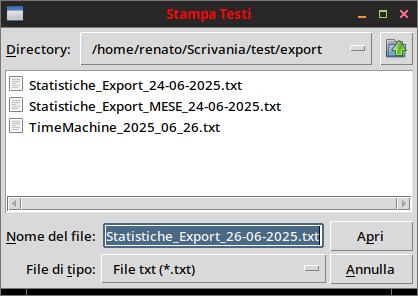 Stampa Testi
Directory: /home/renato/Scrivania/test/export
Statistiche_Export_24-06-2025.txt
Statistiche_Export_MESE_24-06-2025.txt
TimeMachine_2025_06_26.txt
Nome del file: Statistiche_Export_26-06-2025.txt Apri
File di tipo: File txt (*.txt) Annulla